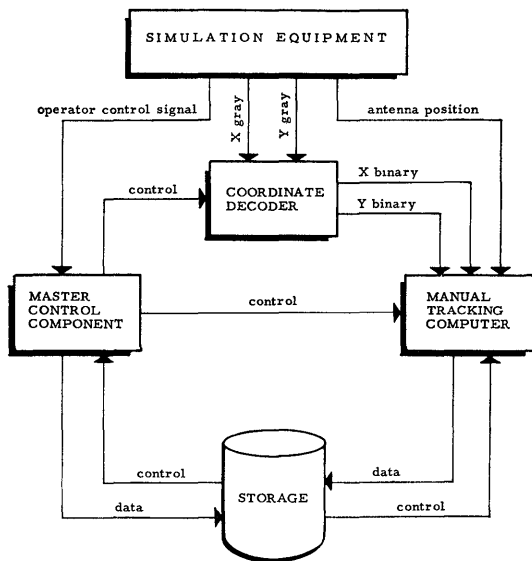 SIMULATION EQUIPMENT
operator control signal
X gray
Y gray
antenna position
control
COORDINATE
DECODER
X binary
Y binary
MASTER
CONTROL
COMPONENT
control
MANUAL
TRACKING
COMPUTER
control
data
STORAGE
data
control